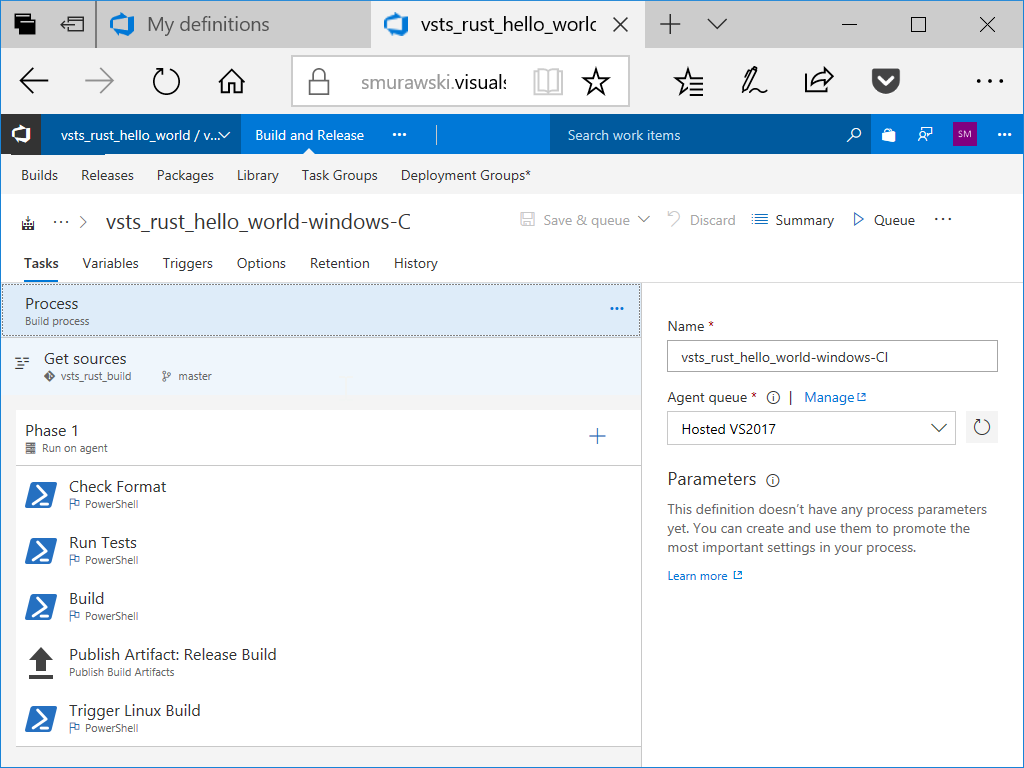 My definitions
vsts_rust_hello_worlc
smurawski.visuals
vsts_rust_hello_world / v...
Build and Release
...
Search work items
SM
...
Builds
Releases
Packages
Library
Task Groups
Deployment Groups*
... vsts_rust_hello_world-windows-C
Save & queue
Discard
Summary
Queue
...
Tasks
Variables
Triggers
Options
Retention
History
Process
Build process
...
Get sources
vsts_rust_build
master
Phase 1
Run on agent
Check Format
PowerShell
Run Tests
PowerShell
Build
PowerShell
Publish Artifact: Release Build
Publish Build Artifacts
Trigger Linux Build
PowerShell
Name *
vsts_rust_hello_world-windows-CI
Agent queue * | Manage
Hosted VS2017
Parameters
This definition doesn't have any process parameters
yet. You can create and use them to promote the
most important settings in your process.
Learn more